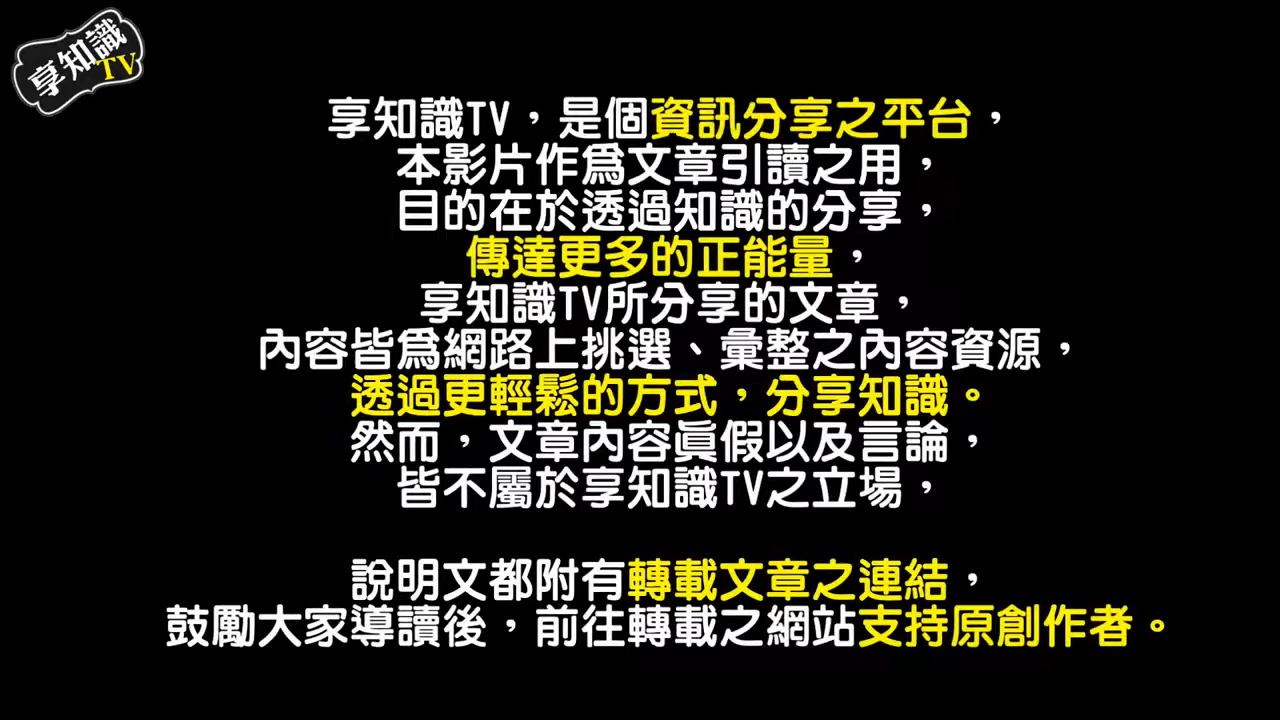 享知識TV
享知識TV，是個資訊分享之平台，
本影片作為文章引讀之用，
目的在於透過知識的分享，
傳達更多的正能量，
享知識TV所分享的文章，
內容皆為網路上挑選、彙整之內容資源，
透過更輕鬆的方式，分享知識。
然而，文章內容眞假以及言論，
皆不屬於享知識TV之立場，
說明文都附有轉載文章之連結，
鼓勵大家導讀後，前往轉載之網站支持原創作者。